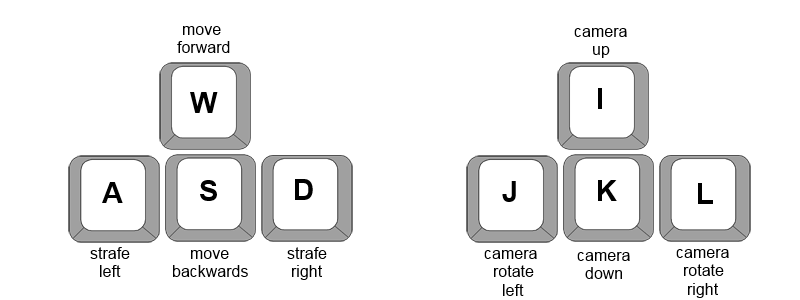 move
forward
W
A
S
D
strafe
left
move
backwards
strafe
right
camera
up
I
J
K
L
camera
rotate
left
camera
down
camera
rotate
right